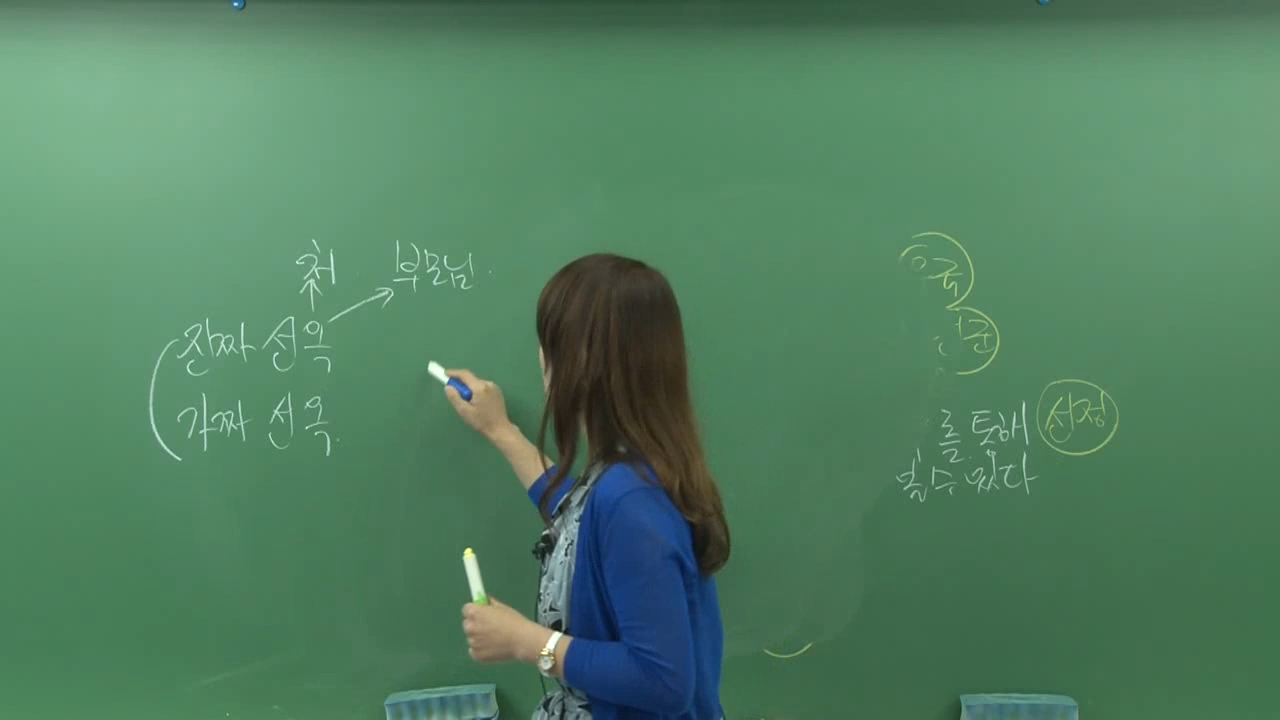 처 부모님.
진짜 선옥
가짜 선옥.
를 통해 선정
알 수 있다